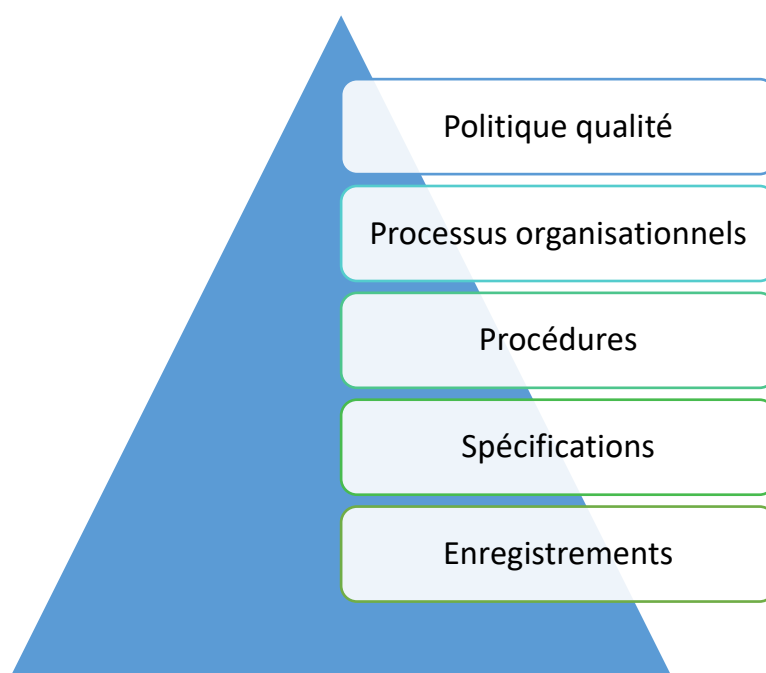 Politique qualité
Processus organisationnels
Procédures
Spécifications
Enregistrements